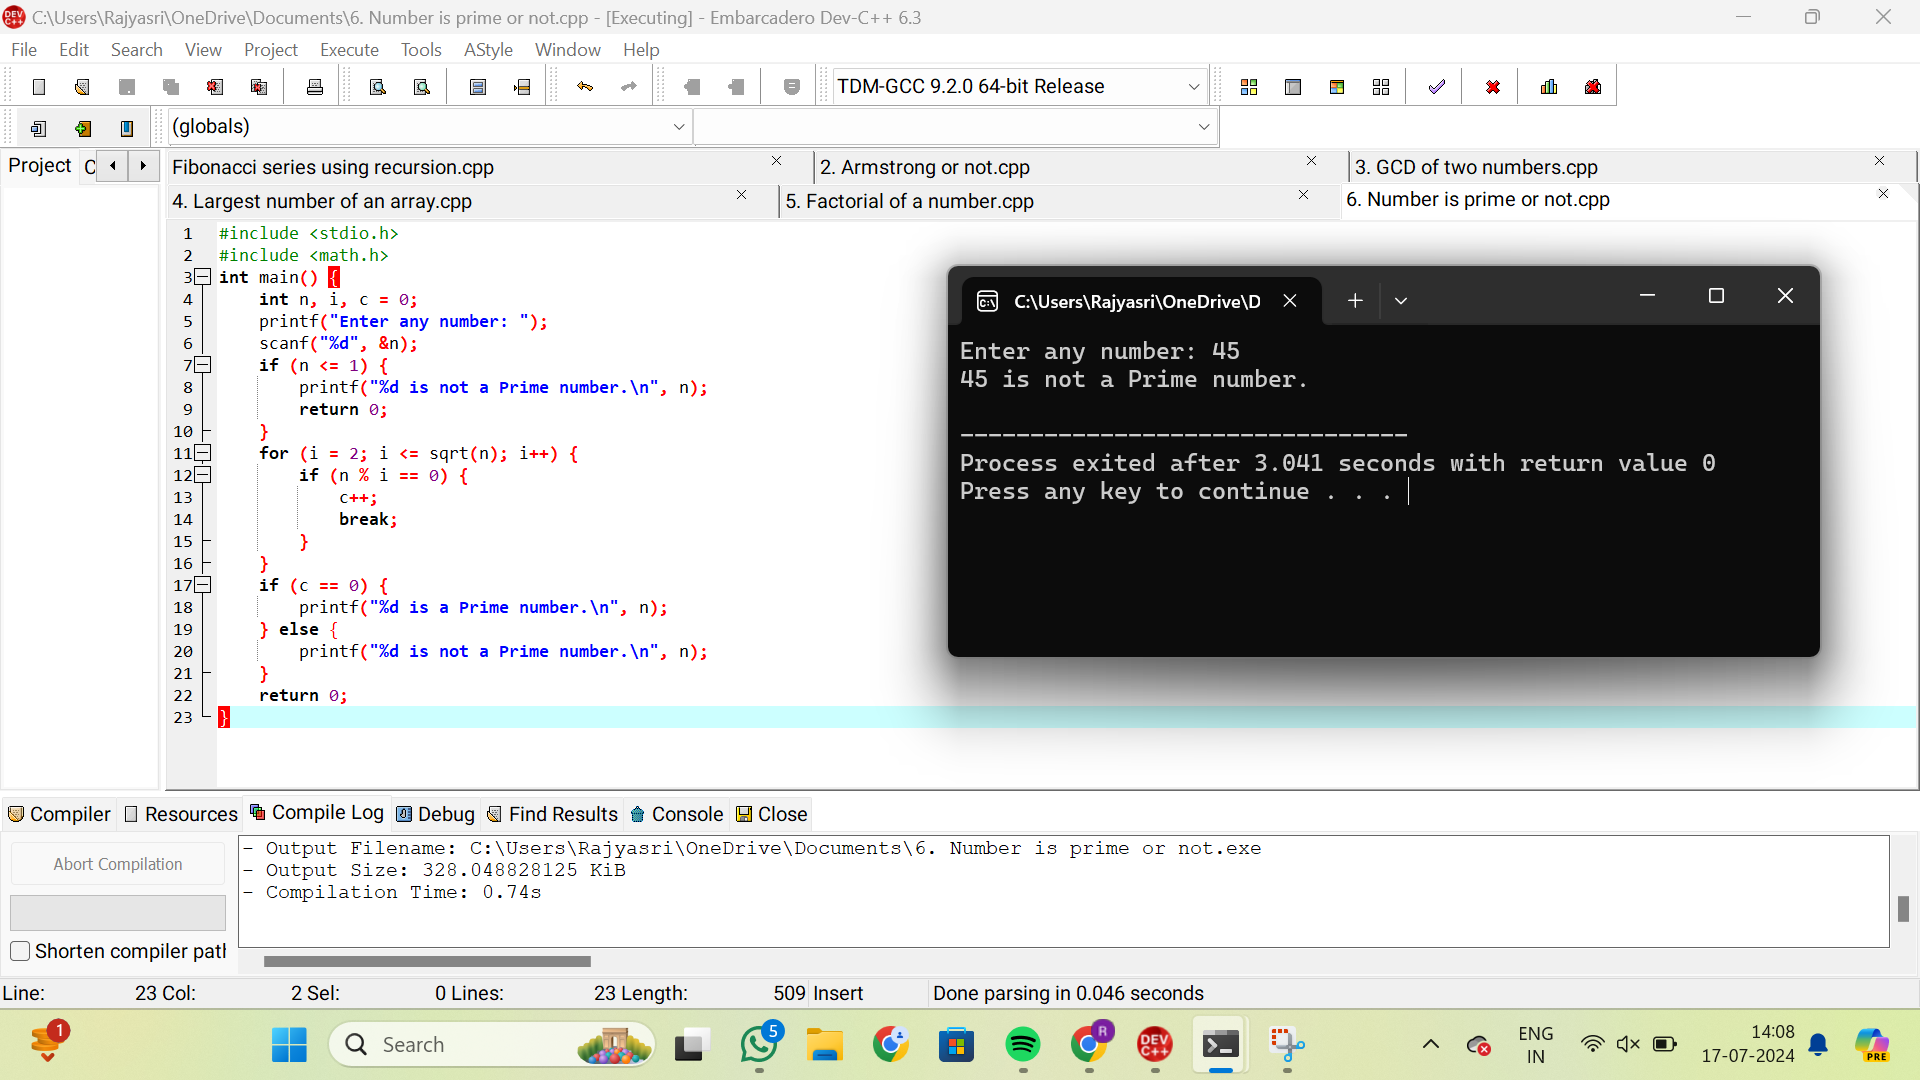 C:\Users\Rajyasri\OneDrive\Documents\6. Number is prime or not.cpp - [Executing] - Embarcadero Dev-C++ 6.3
File Edit Search View Project Execute Tools AStyle Window Help
TDM-GCC 9.2.0 64-bit Release
(globals)
Project C
Fibonacci series using recursion.cpp 2. Armstrong or not.cpp 3. GCD of two numbers.cpp
4. Largest number of an array.cpp 5. Factorial of a number.cpp 6. Number is prime or not.cpp
1 #include <stdio.h>
2 #include <math.h>
3 int main() {
4 int n, i, c = 0;
5 printf("Enter any number: ");
6 scanf("%d", &n);
7 if (n <= 1) {
8 printf("%d is not a Prime number.\n", n);
9 return 0;
10 }
11 for (i = 2; i <= sqrt(n); i++) {
12 if (n % i == 0) {
13 c++;
14 break;
15 }
16 }
17 if (c == 0) {
18 printf("%d is a Prime number.\n", n);
19 } else {
20 printf("%d is not a Prime number.\n", n);
21 }
22 return 0;
23 }
C:\Users\Rajyasri\OneDrive\D
Enter any number: 45
45 is not a Prime number.
--------------------------------
Process exited after 3.041 seconds with return value 0
Press any key to continue . . .
Compiler Resources Compile Log Debug Find Results Console Close
Abort Compilation
Shorten compiler path
- Output Filename: C:\Users\Rajyasri\OneDrive\Documents\6. Number is prime or not.exe
- Output Size: 328.048828125 KiB
- Compilation Time: 0.74s
Line: 23 Col: 2 Sel: 0 Lines: 23 Length: 509 Insert Done parsing in 0.046 seconds
1
Search
5
R
DEV C++
ENG
IN
14:08
17-07-2024
PRE